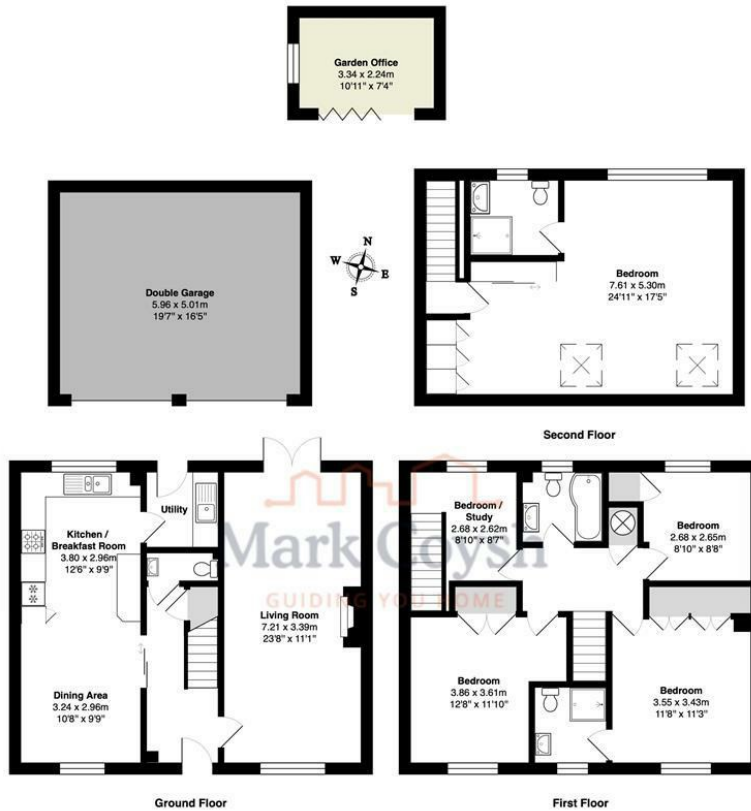 Garden Office
3.34 x 2.24m
10'11" x 7'4"
Double Garage
5.96 x 5.01m
19'7" x 16'5"
N
W
E
S
Bedroom
7.61 x 5.30m
24'11" x 17'5"
Second Floor
Kitchen /
Breakfast Room
3.80 x 2.96m
12'6" x 9'9"
Utility
Living Room
7.21 x 3.39m
23'8" x 11'1"
Dining Area
3.24 x 2.96m
10'8" x 9'9"
Ground Floor
Bedroom /
Study
2.68 x 2.62m
8'10" x 8'7"
Bedroom
2.68 x 2.65m
8'10" x 8'8"
Bedroom
3.86 x 3.61m
12'8" x 11'10"
Bedroom
3.55 x 3.43m
11'8" x 11'3"
First Floor
Mark Coysh
GUIDING YOU HOME